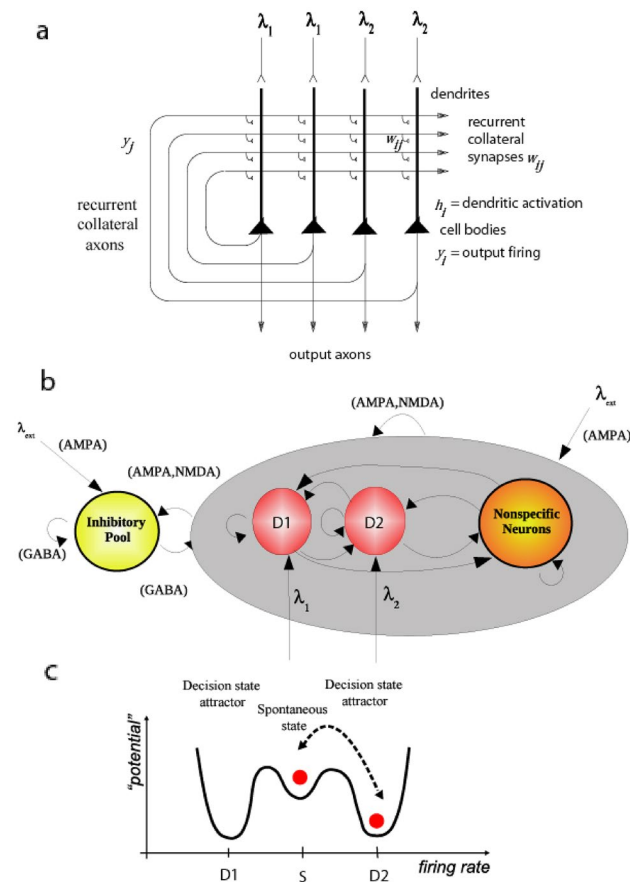 a
λ1 λ1 λ2 λ2
dendrites
recurrent
collateral
synapses wij
yj
wij
recurrent
collateral
axons
hi = dendritic activation
cell bodies
yi = output firing
output axons
b
(AMPA,NMDA)
λext
(AMPA)
λext
(AMPA)
(AMPA,NMDA)
Inhibitory
Pool
D1
D2
Nonspecific
Neurons
(GABA)
(GABA)
λ1
λ2
c
Decision state
attractor
Spontaneous
state
Decision state
attractor
“potential”
D1 S D2
firing rate